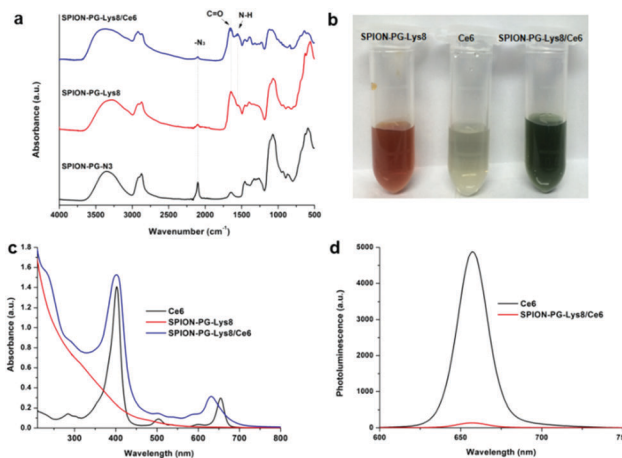 a
SPION-PG-Lys8/Ce6
C=O
N-H
-N₃
SPION-PG-Lys8
SPION-PG-N3
Absorbance (a.u.)
4000 3500 3000 2500 2000 1500 1000 500
Wavenumber (cm⁻¹)
b
SPION-PG-Lys8 Ce6 SPION-PG-Lys8/Ce6
c
1.8
1.6
1.4
1.2
1.0
0.8
0.6
0.4
0.2
0.0
Absorbance (a.u.)
Ce6
SPION-PG-Lys8
SPION-PG-Lys8/Ce6
300 400 500 600 700 800
Wavelength (nm)
d
5000
4000
3000
2000
1000
0
Photoluminescence (a.u.)
Ce6
SPION-PG-Lys8/Ce6
600 650 700
Wavelength (nm)